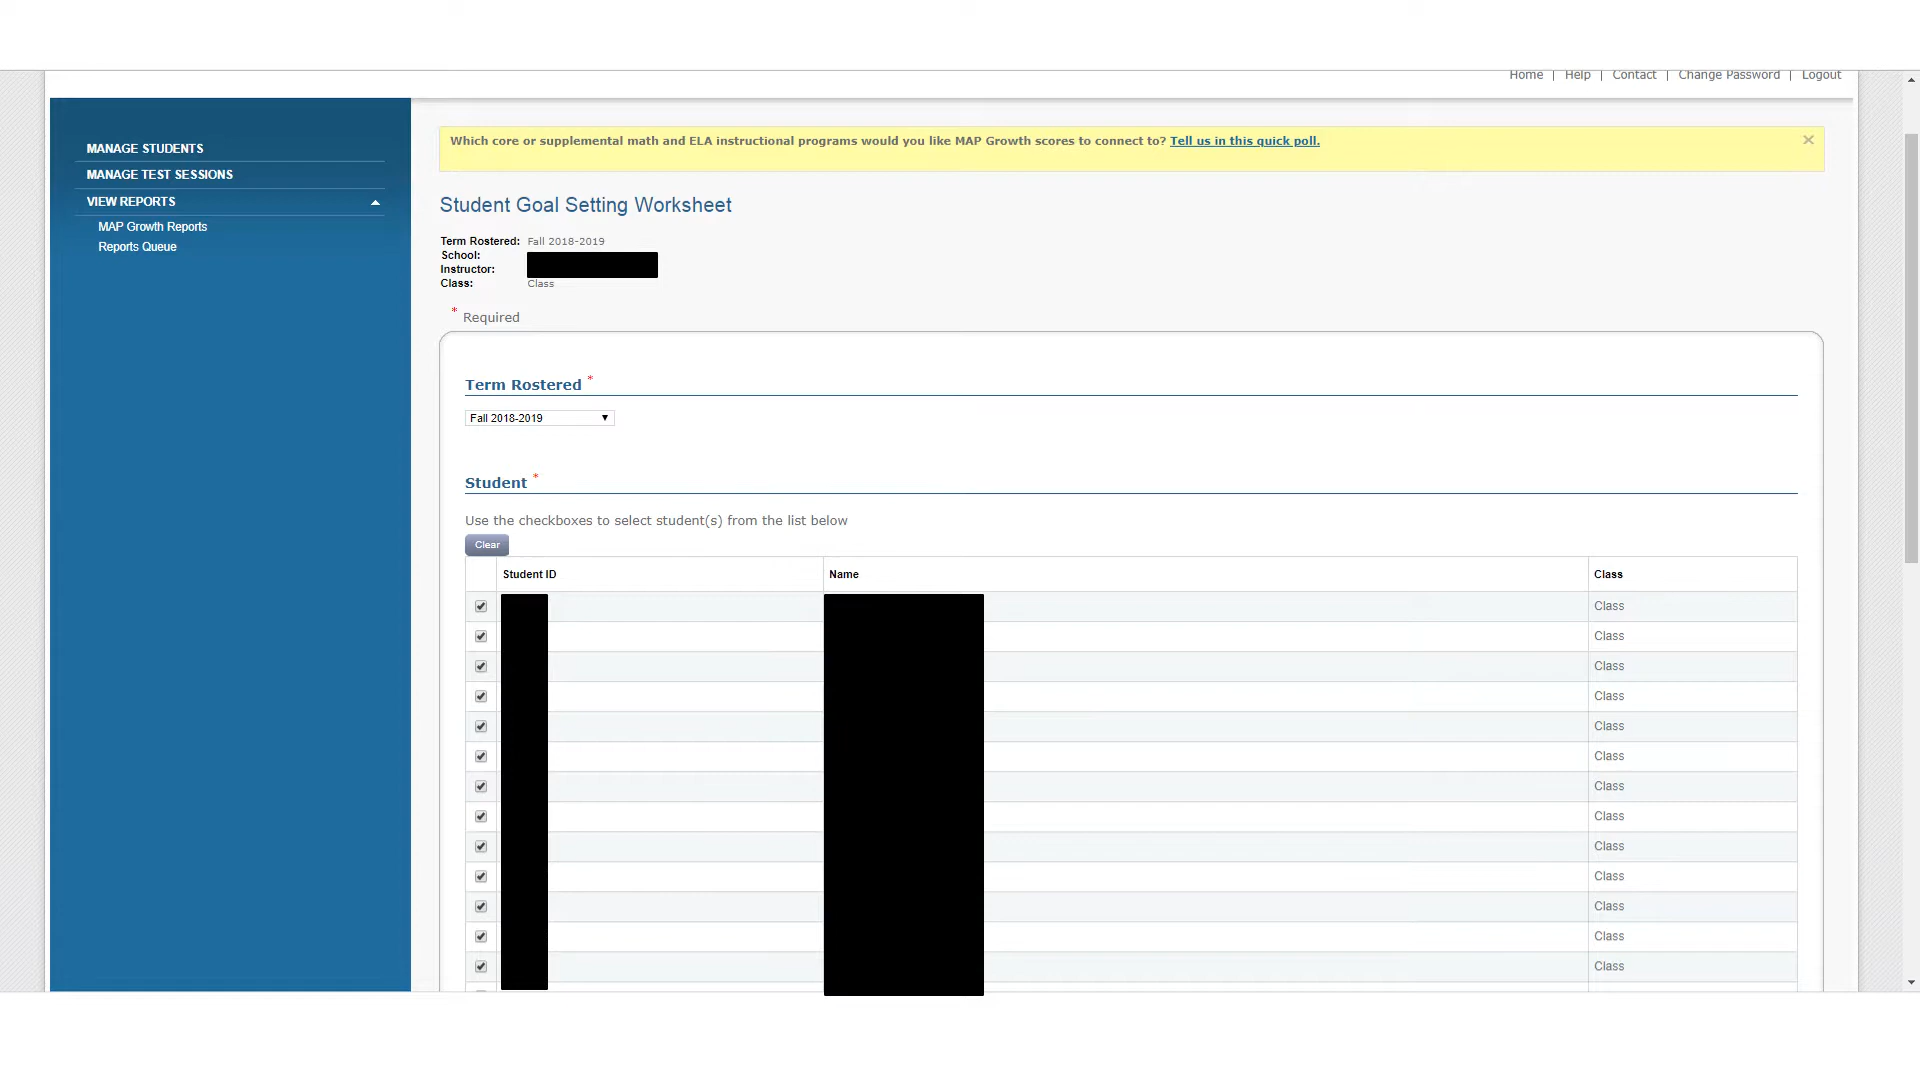 Home | Help | Contact | Change Password | Logout
MANAGE STUDENTS
MANAGE TEST SESSIONS
VIEW REPORTS
MAP Growth Reports
Reports Queue
Which core or supplemental math and ELA instructional programs would you like MAP Growth scores to connect to? Tell us in this quick poll.
Student Goal Setting Worksheet
Term Rostered: Fall 2018-2019
School:
Instructor:
Class: Class
* Required
Term Rostered *
Fall 2018-2019
Student *
Use the checkboxes to select student(s) from the list below
Clear
Student ID Name Class
Class
Class
Class
Class
Class
Class
Class
Class
Class
Class
Class
Class
Class